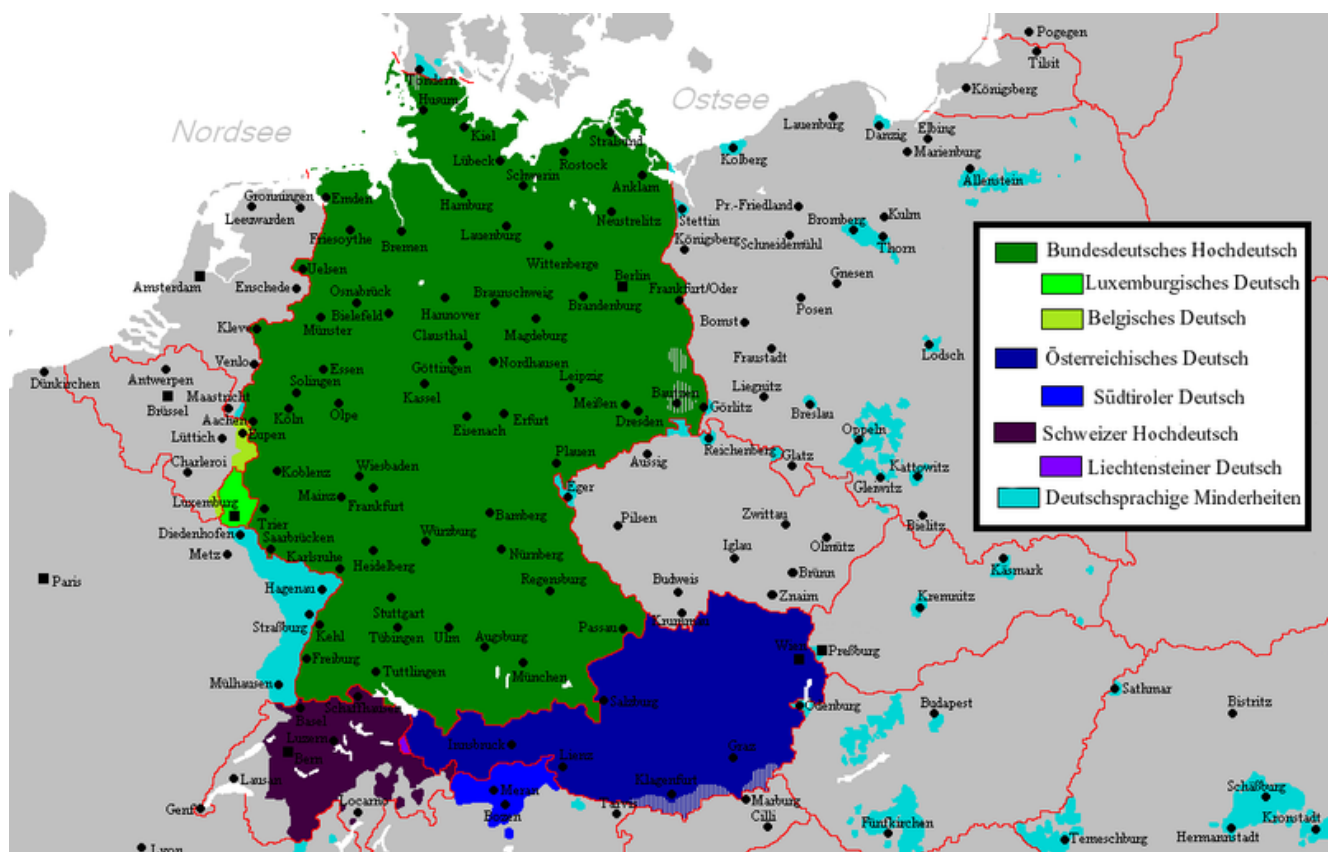 Pogegen
Tilsit
Königsberg
Tondern
Husum
Ostsee
Nordsee
Lauenburg
Danzig
Elbing
Marienburg
Kiel
Stralsund
Lübeck
Rostock
Kolberg
Schwerin
Anklam
Allenstein
Gronningen
Leeuwarden
Emden
Hamburg
Neustrelitz
Stettin
Pr.-Friedland
Bromberg
Kulm
Friesoythe
Bremen
Lauenburg
Königsberg
Schneidemühl
Thorn
Wittenberge
Uelsen
Berlin
Gnesen
Amsterdam
Enschede
Osnabrück
Braunschweig
Brandenburg
Frankfurt/Oder
Posen
Kleve
Münster
Bielefeld
Hannover
Magdeburg
Bomst
Clausthal
Venlo
Essen
Göttingen
Nordhausen
Fraustadt
Lodsch
Dünkirchen
Antwerpen
Brüssel
Maastricht
Solingen
Kassel
Leipzig
Liegnitz
Aachen
Köln
Olpe
Eisenach
Erfurt
Meißen
Bautzen
Dresden
Görlitz
Breslau
Lüttich
Eupen
Oppeln
Charleroi
Koblenz
Wiesbaden
Plauen
Aussig
Reichenberg
Glatz
Kattowitz
Gleiwitz
Luxemburg
Mainz
Frankfurt
Eger
Trier
Bamberg
Pilsen
Zwittau
Bielitz
Diedenhofen
Saarbrücken
Würzburg
Olmütz
Metz
Karlsruhe
Heidelberg
Nürnberg
Iglau
Brünn
Käsmark
Paris
Hagenau
Regensburg
Budweis
Znaim
Kremnitz
Stuttgart
Straßburg
Kehl
Tübingen
Ulm
Augsburg
Passau
Krummau
Freiburg
Tuttlingen
München
Wien
Preßburg
Mülhausen
Schaffhausen
Salzburg
Ödenburg
Budapest
Sathmar
Bistritz
Basel
Luzern
Bern
Innsbruck
Lienz
Graz
Lausan
Meran
Klagenfurt
Genf
Locarno
Bozen
Tarvis
Marburg
Cilli
Fünfkirchen
Temeschburg
Schäßburg
Hermannstadt
Kronstadt
Lyon
Bundesdeutsches Hochdeutsch
Luxemburgisches Deutsch
Belgisches Deutsch
Österreichisches Deutsch
Südtiroler Deutsch
Schweizer Hochdeutsch
Liechtensteiner Deutsch
Deutschsprachige Minderheiten